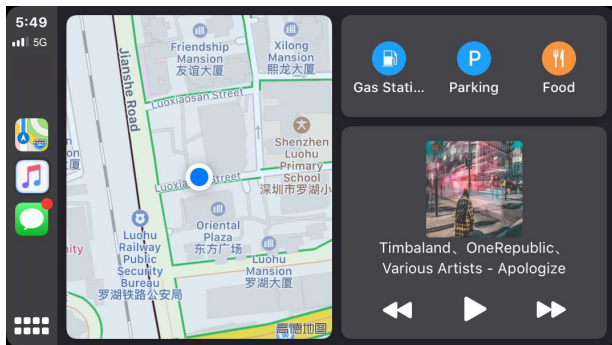 5:49
5G
Jianshe Road
Friendship
Mansion
友谊大厦
Xilong
Mansion
熙龙大厦
Luoxiaosan Street
Shenzhen
Luohu
Primary
School
深圳市罗湖小
Street
Oriental
Plaza
东方广场
Luohu
Railway
Public
Security
Bureau
罗湖铁路公安局
Luohu
Mansion
罗湖大厦
ity
on
厦
高德地图
Gas Stati...
P
Parking
Food
Timbaland、OneRepublic、
Various Artists - Apologize